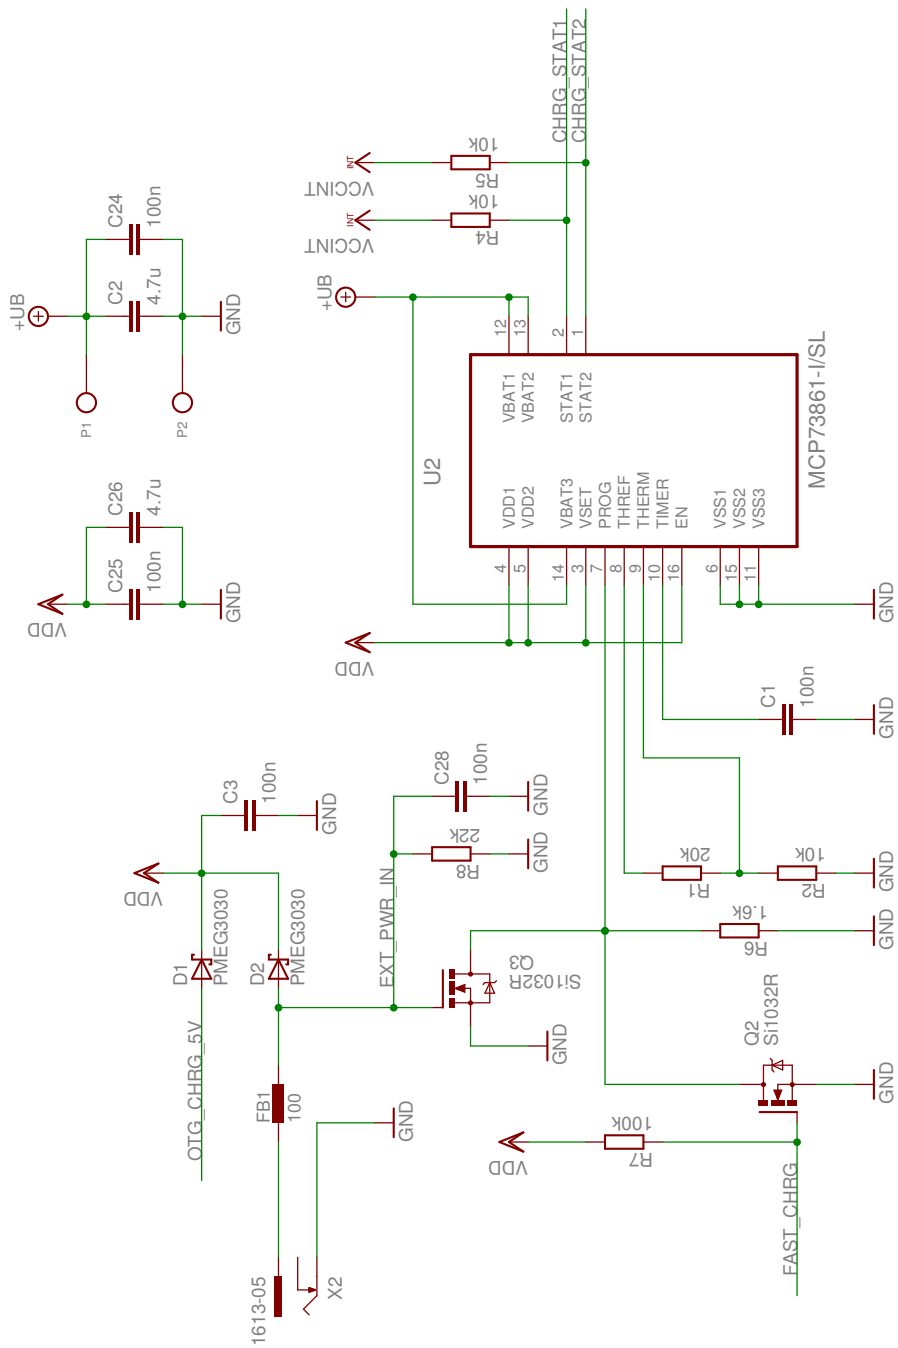 CHRG_STAT1
CHRG_STAT2
10k
R5
INT
VCCINT
10k
R4
INT
VCCINT
C24
100n
C2
4.7u
+UB
GND
P1
P2
+UB
12
13
2
1
VBAT1
VBAT2
STAT1
STAT2
U2
MCP73861-I/SL
VDD1
VDD2
VBAT3
VSET
PROG
THREF
THERM
TIMER
EN
VSS1
VSS2
VSS3
4
5
14
3
7
8
9
10
16
6
15
11
C26
4.7u
C25
100n
VDD
GND
VDD
GND
C1
100n
GND
C3
100n
GND
VDD
C28
100n
GND
22k
R8
GND
20k
R1
10k
R2
GND
1.6k
R6
GND
D1
PMEG3030
D2
PMEG3030
EXT_PWR_IN
Q3
Si1032R
GND
OTG_CHRG_5V
FB1
100
GND
Q2
Si1032R
GND
100k
R7
VDD
FAST_CHRG
1613-05
X2